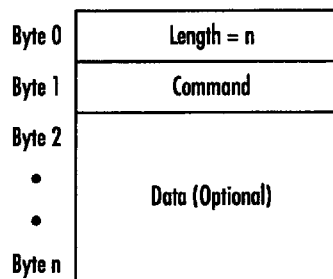 Byte 0 Length = n
Byte 1 Command
Byte 2
Data (Optional)
Byte n